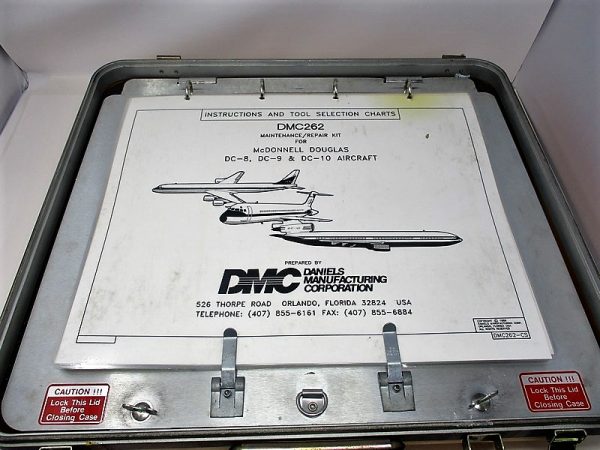 INSTRUCTIONS AND TOOL SELECTION CHARTS
DMC262
MAINTENANCE/REPAIR KIT
FOR
McDONNELL DOUGLAS
DC-8, DC-9 & DC-10 AIRCRAFT
PREPARED BY
DMC DANIELS
MANUFACTURING
CORPORATION
526 THORPE ROAD ORLANDO, FLORIDA 32824 USA
TELEPHONE: (407) 855-6161 FAX: (407) 855-6884
DMC262-CS
CAUTION !!!
Lock This Lid
Before
Closing Case
CAUTION !!!
Lock This Lid
Before
Closing Case